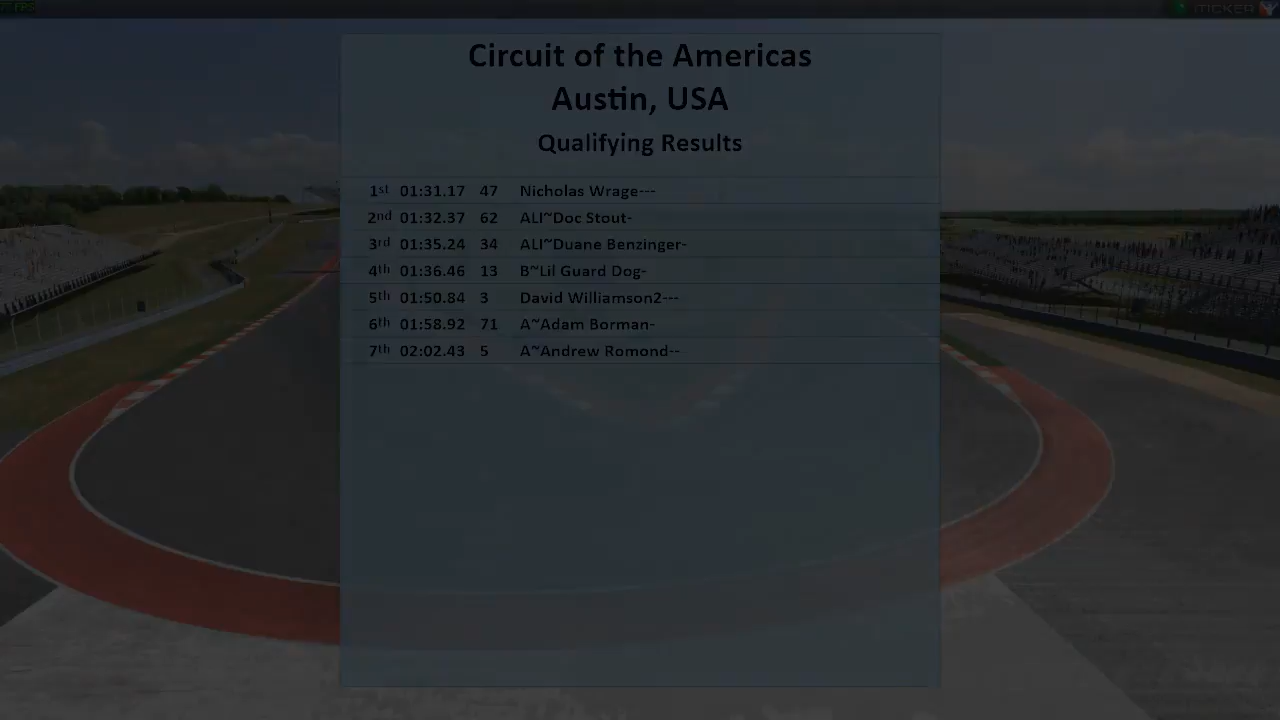 Circuit of the Americas
Austin, USA
Qualifying Results
1st 01:31.17 47 Nicholas Wrage---
2nd 01:32.37 62 ALI~Doc Stout-
3rd 01:35.24 34 ALI~Duane Benzinger-
4th 01:36.46 13 B~Lil Guard Dog-
5th 01:50.84 3 David Williamson2---
6th 01:58.92 71 A~Adam Borman-
7th 02:02.43 5 A~Andrew Romond--